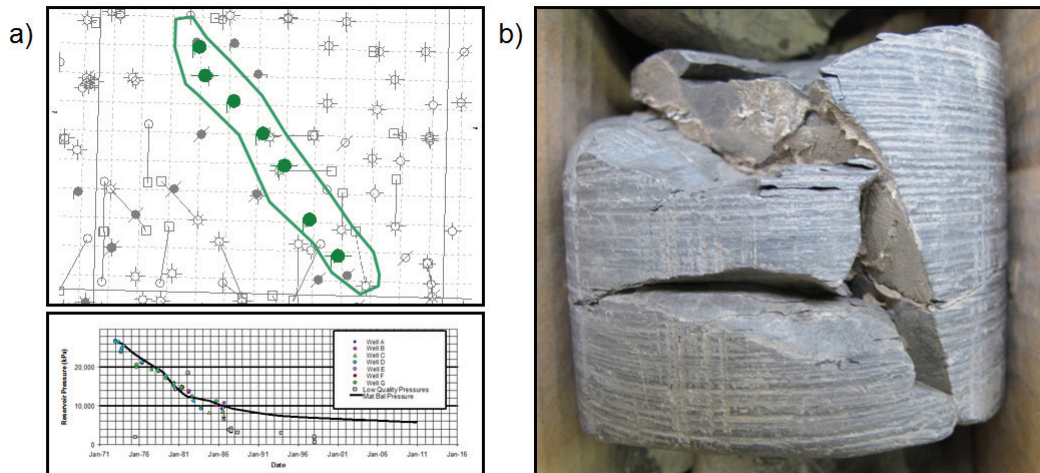 a)
b)
Reservoir Pressure (kPa)
20,000
10,000
0
Well A
Well B
Well C
Well D
Well E
Well F
Well G
Low Quality Pressures
Mat Bal Pressure
Jan-71 Jan-76 Jan-81 Jan-86 Jan-91 Jan-96 Jan-01 Jan-06 Jan-11 Jan-16
Date